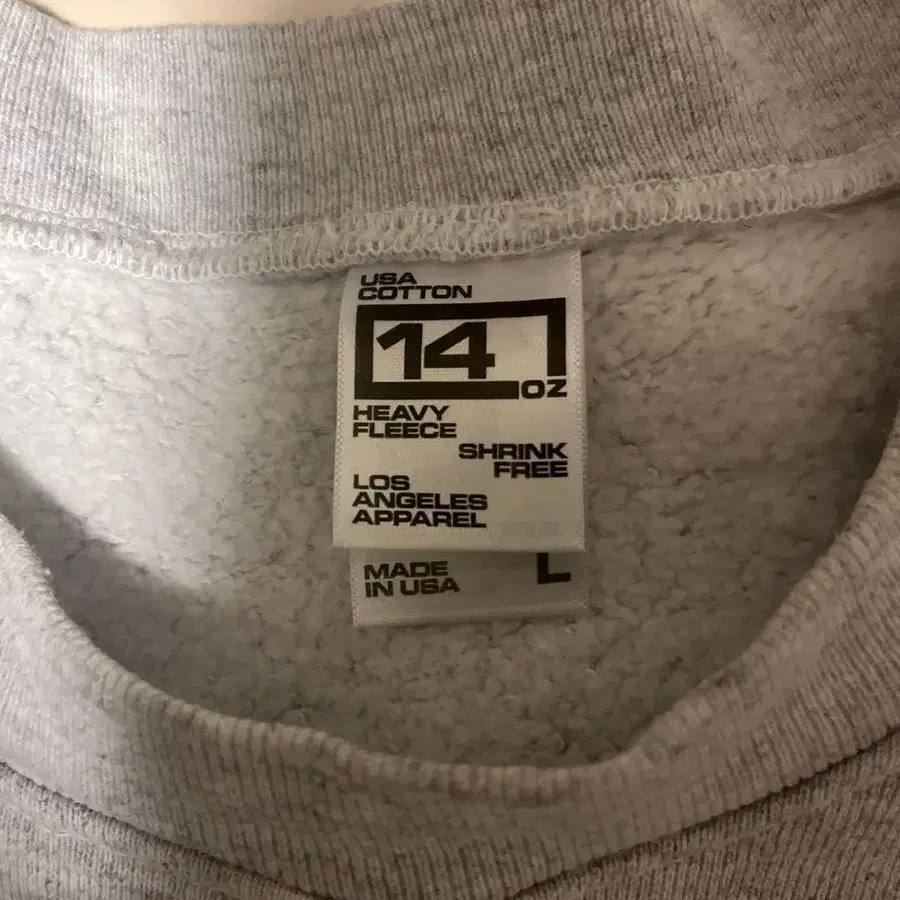 USA
COTTON
14
OZ
HEAVY
FLEECE
SHRINK
FREE
LOS
ANGELES
APPAREL
MADE
IN USA
L